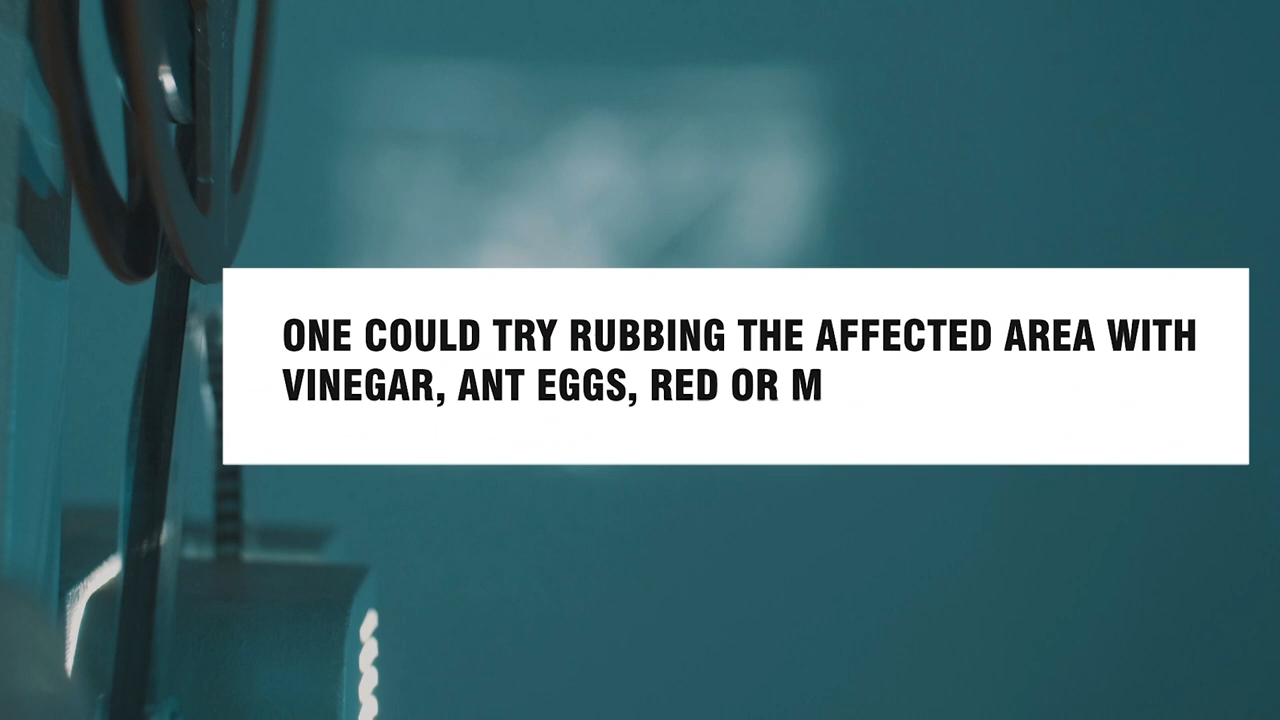 ONE COULD TRY RUBBING THE AFFECTED AREA WITH
VINEGAR, ANT EGGS, RED OR M